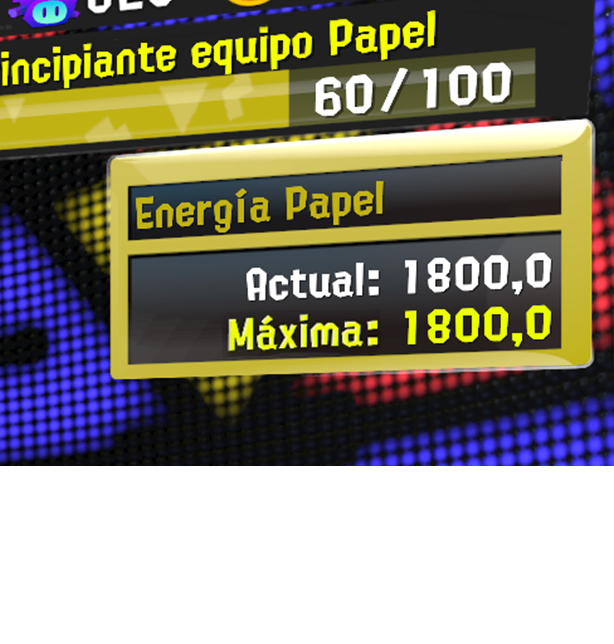 incipiante equipo Papel
60/100
Energía Papel
Actual: 1800,0
Máxima: 1800,0